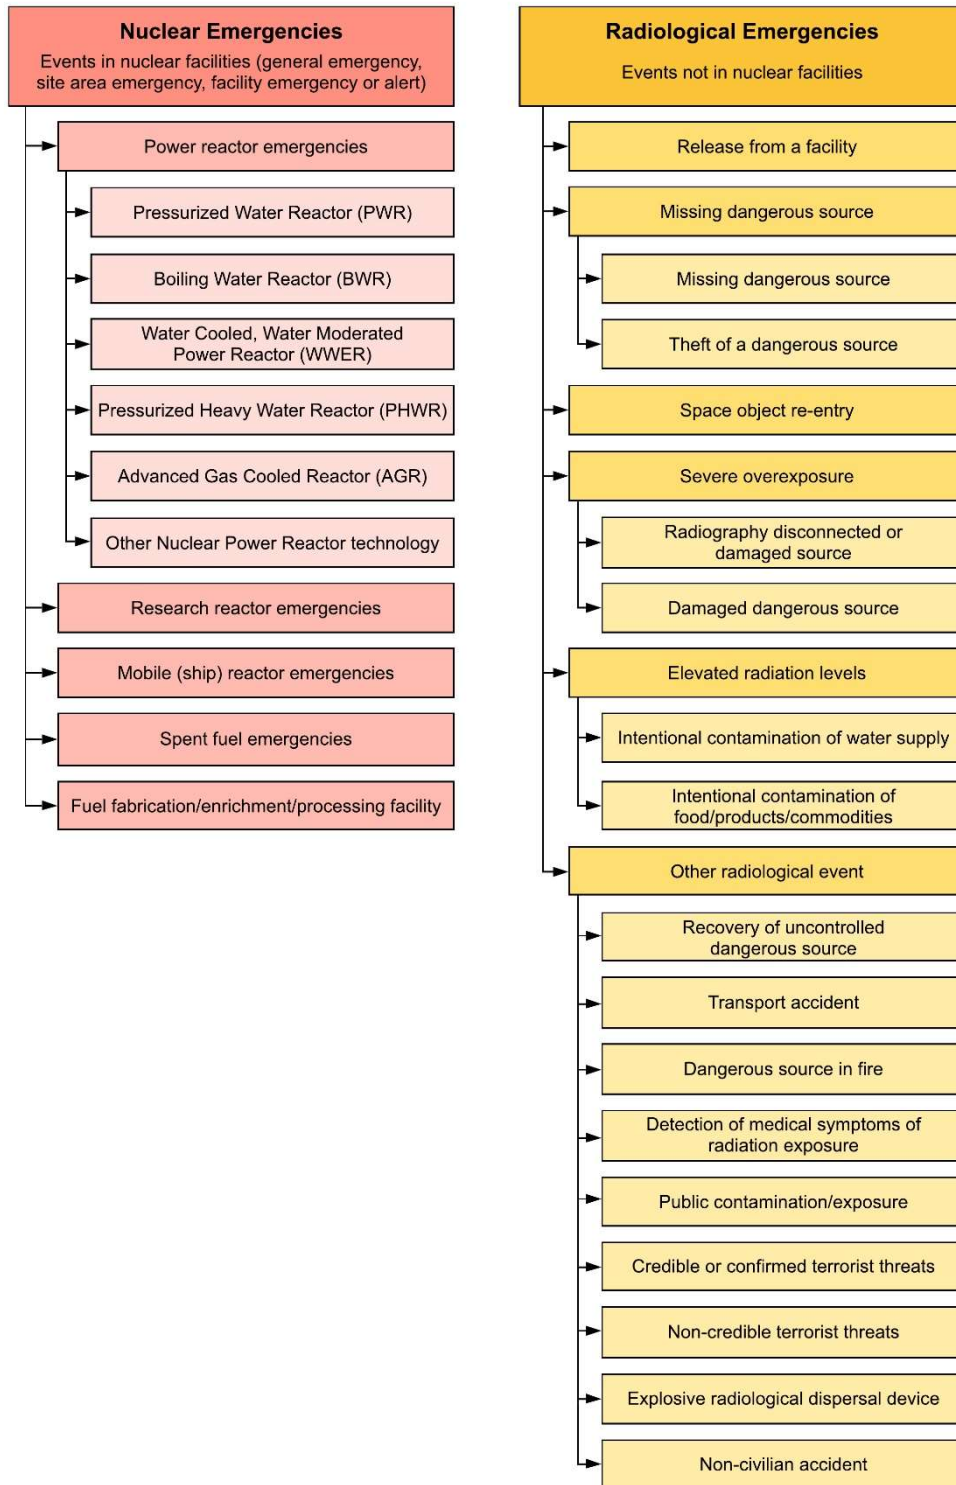 Nuclear Emergencies
Events in nuclear facilities (general emergency,
site area emergency, facility emergency or alert)
Power reactor emergencies
Pressurized Water Reactor (PWR)
Boiling Water Reactor (BWR)
Water Cooled, Water Moderated
Power Reactor (WWER)
Pressurized Heavy Water Reactor (PHWR)
Advanced Gas Cooled Reactor (AGR)
Other Nuclear Power Reactor technology
Research reactor emergencies
Mobile (ship) reactor emergencies
Spent fuel emergencies
Fuel fabrication/enrichment/processing facility
Radiological Emergencies
Events not in nuclear facilities
Release from a facility
Missing dangerous source
Missing dangerous source
Theft of a dangerous source
Space object re-entry
Severe overexposure
Radiography disconnected or
damaged source
Damaged dangerous source
Elevated radiation levels
Intentional contamination of water supply
Intentional contamination of
food/products/commodities
Other radiological event
Recovery of uncontrolled
dangerous source
Transport accident
Dangerous source in fire
Detection of medical symptoms of
radiation exposure
Public contamination/exposure
Credible or confirmed terrorist threats
Non-credible terrorist threats
Explosive radiological dispersal device
Non-civilian accident